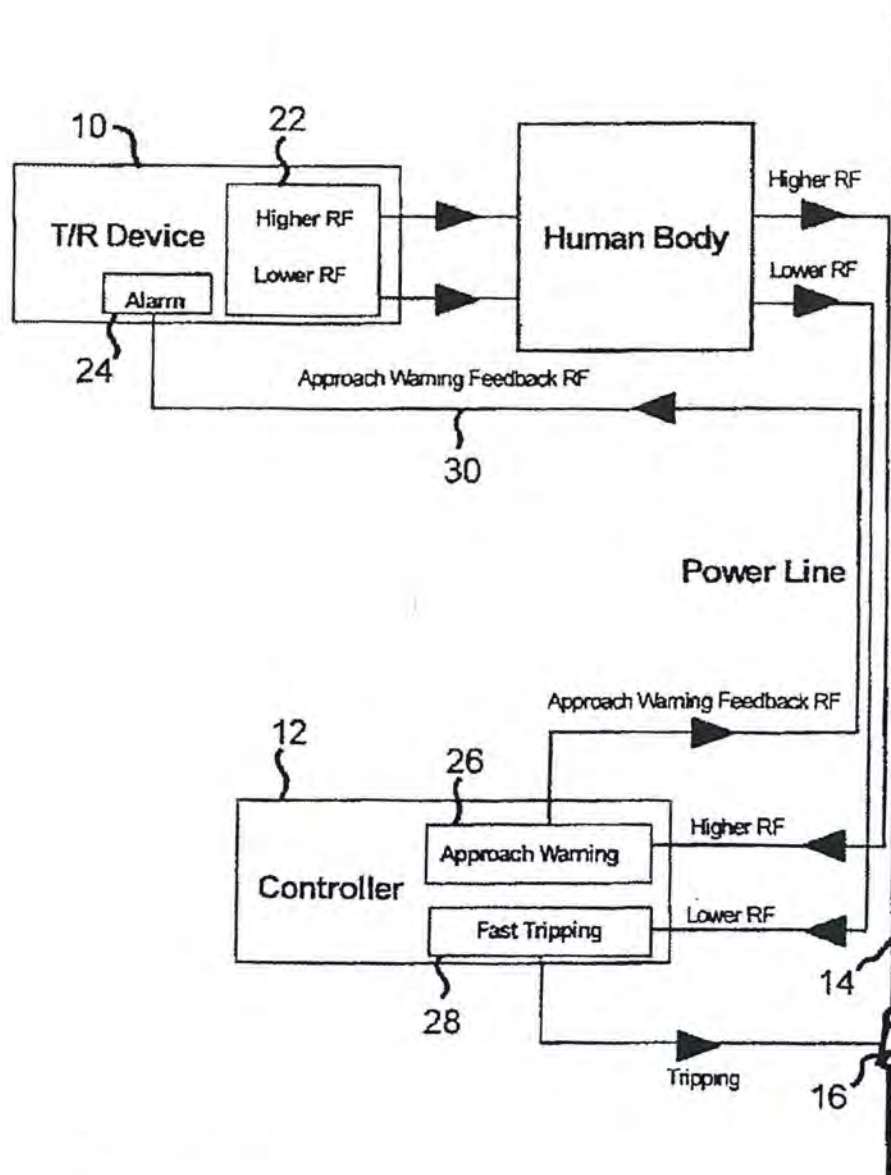 10
22
T/R Device
Higher RF
Lower RF
Alarm
24
Human Body
Higher RF
Lower RF
Approach Warning Feedback RF
30
Power Line
Approach Warning Feedback RF
12
26
Approach Warning
Higher RF
Controller
Fast Tripping
Lower RF
28
14
Tripping
16